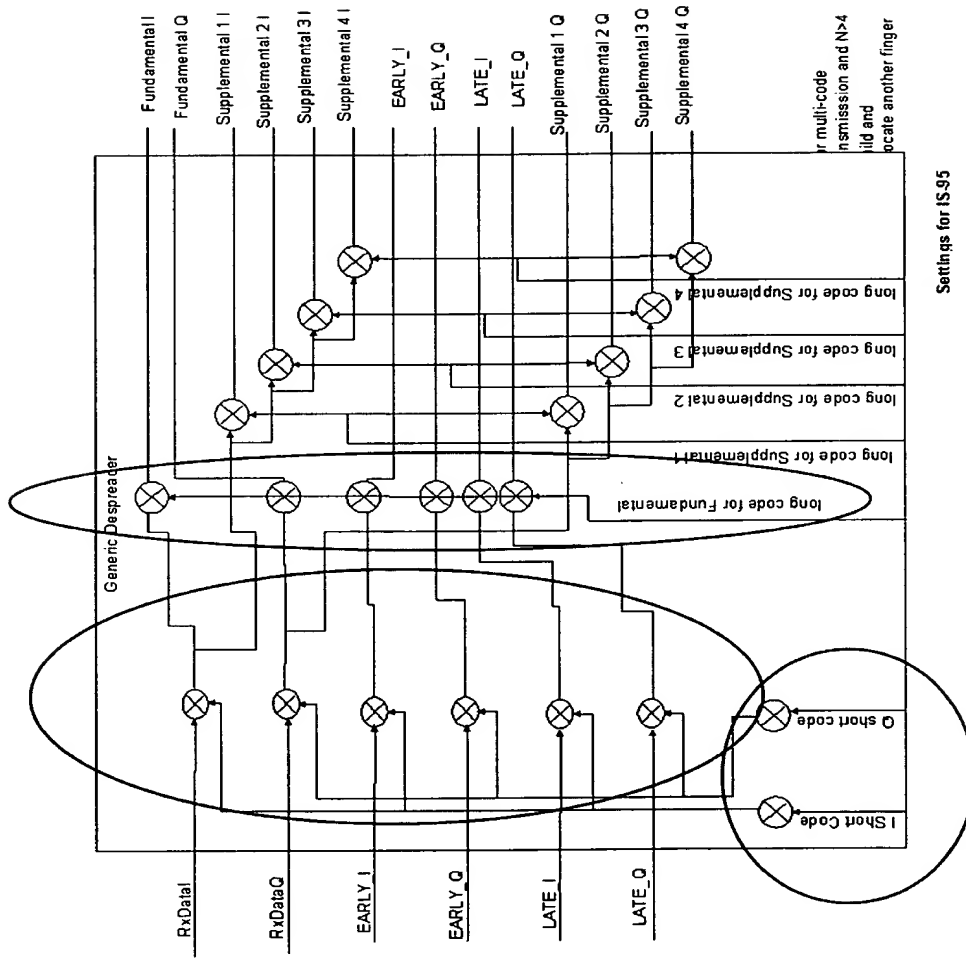 Fundamental I
Fundamental Q
Supplemental 1 I
Supplemental 2 I
Supplemental 3 I
Supplemental 4 I
EARLY_I
EARLY_Q
LATE_I
LATE_Q
Supplemental 1 Q
Supplemental 2 Q
Supplemental 3 Q
Supplemental 4 Q
Generic Despreader
RxDataI
RxDataQ
EARLY_I
EARLY_Q
LATE_I
LATE_Q
I Short Code
Q short code
long code for Fundamental
long code for Supplemental 1
long code for Supplemental
2
long code for Supplemental
3
long code for Supplemental
4
r multi-code
nsmisssion and N>4
ild and
ocate another finger
Settings for IS-95